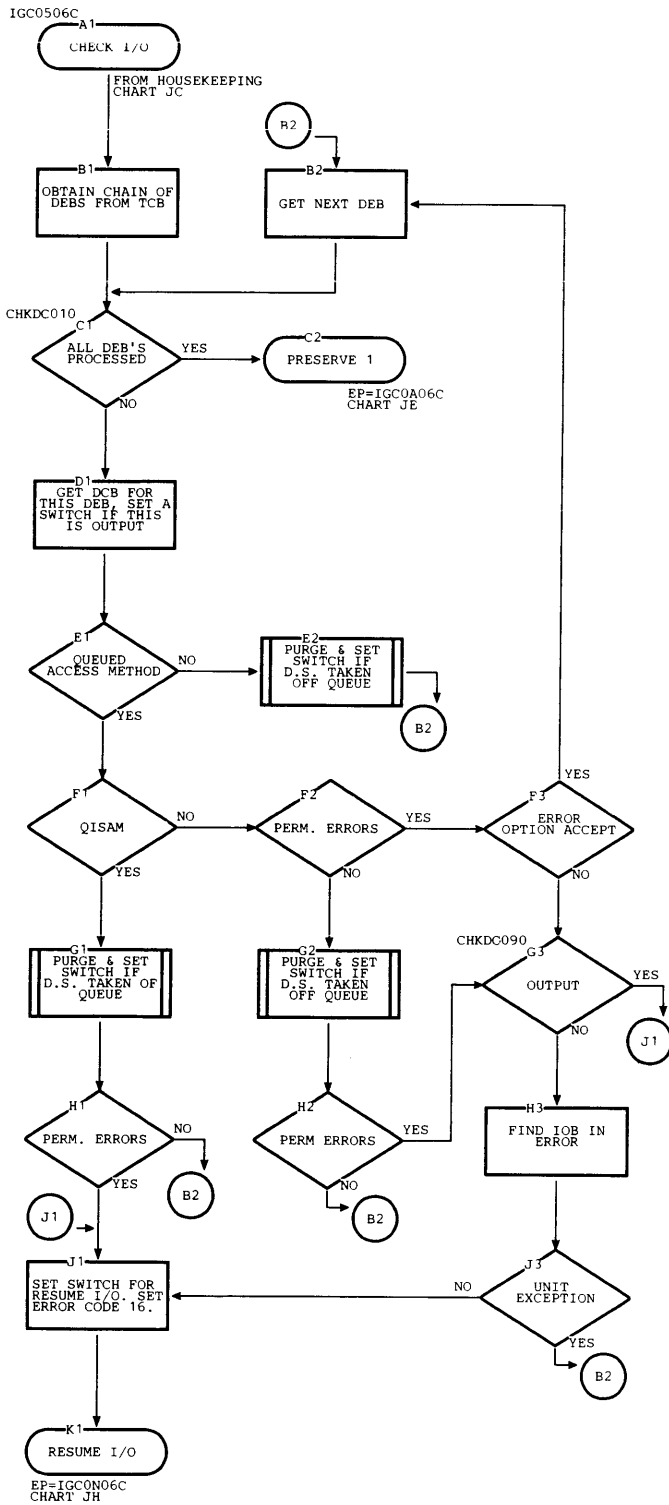 IGC0506C
A1
CHECK I/O
FROM HOUSEKEEPING
CHART JC
B2
B1
OBTAIN CHAIN OF
DEBS FROM TCB
B2
GET NEXT DEB
CHKDC010
C1
ALL DEB'S
PROCESSED
YES
NO
C2
PRESERVE 1
EP=IGC0A06C
CHART JE
D1
GET DCB FOR
THIS DEB, SET A
SWITCH IF THIS
IS OUTPUT
E1
QUEUED
ACCESS METHOD
NO
YES
E2
PURGE & SET
SWITCH IF
D.S. TAKEN
OFF QUEUE
B2
F1
QISAM
NO
YES
F2
PERM. ERRORS
YES
NO
F3
ERROR
OPTION ACCEPT
YES
NO
G1
PURGE & SET
SWITCH IF
D.S. TAKEN OF
QUEUE
G2
PURGE & SET
SWITCH IF
D.S. TAKEN
OFF QUEUE
CHKDC090
G3
OUTPUT
YES
NO
J1
H1
PERM. ERRORS
NO
YES
B2
H2
PERM ERRORS
YES
NO
B2
H3
FIND IOB IN
ERROR
J1
J1
SET SWITCH FOR
RESUME I/O. SET
ERROR CODE 16.
J3
UNIT
EXCEPTION
NO
YES
B2
K1
RESUME I/O
EP=IGC0N06C
CHART JH